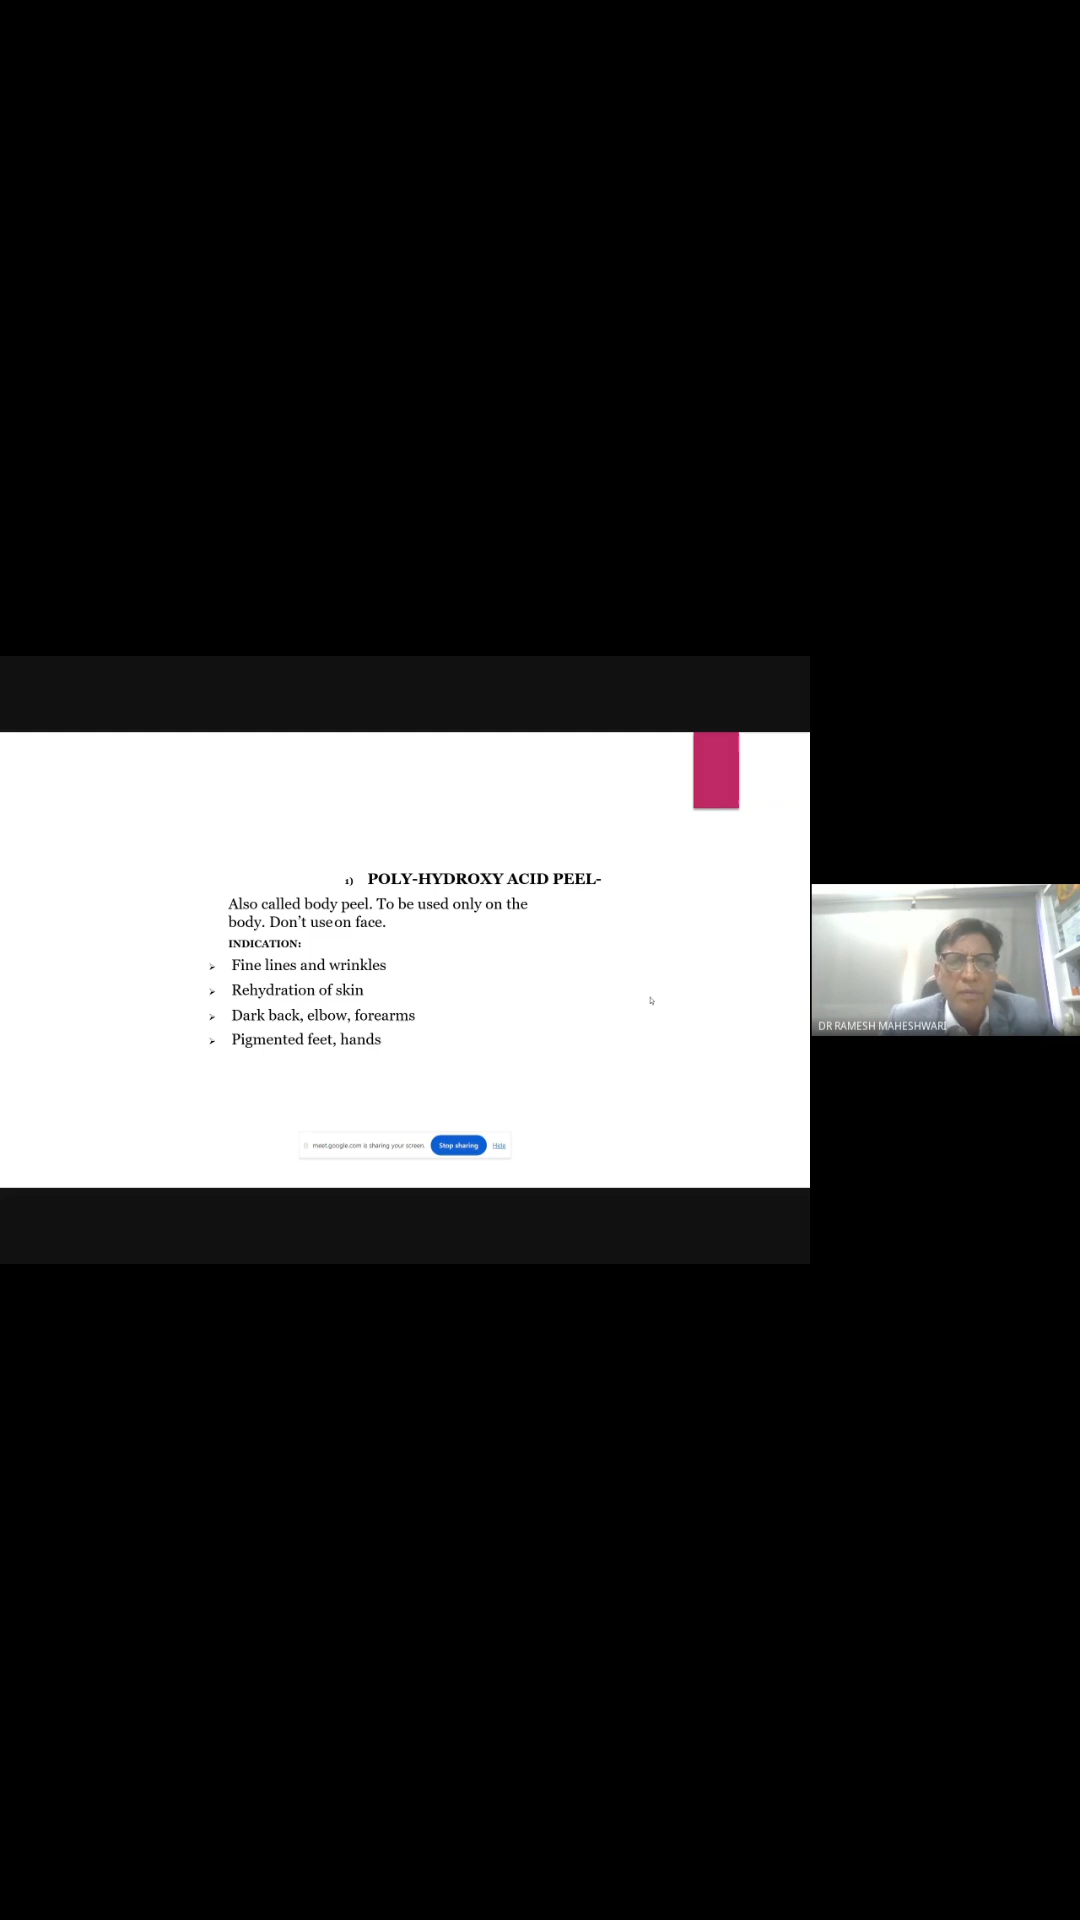 1) POLY-HYDROXY ACID PEEL-
Also called body peel. To be used only on the
body. Don't use on face.
INDICATION:
➢ Fine lines and wrinkles
➢ Rehydration of skin
➢ Dark back, elbow, forearms
➢ Pigmented feet, hands
DR RAMESH MAHESHWARI
meet.google.com is sharing your screen. Stop sharing Hide